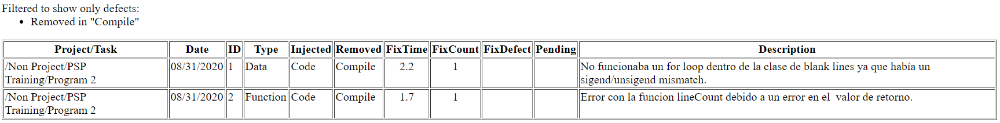 Filtered to show only defects:
• Removed in "Compile"
Project/Task Date ID Type Injected Removed FixTime FixCount FixDefect Pending Description
/Non Project/PSP 08/31/2020 1 Data Code Compile 2.2 1 No funcionaba un for loop dentro de la clase de blank lines ya que había un
Training/Program 2 sigend/unsigend mismatch.
/Non Project/PSP 08/31/2020 2 Function Code Compile 1.7 1 Error con la funcion lineCount debido a un error en el valor de retorno.
Training/Program 2